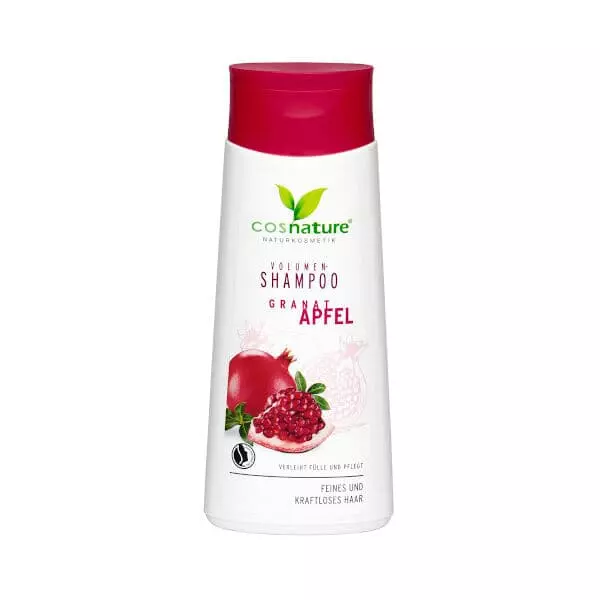 cosnature®
NATURKOSMETIK
VOLUMEN-
SHAMPOO
GRANAT
APFEL
VERLEIHT FÜLLE UND PFLEGT
FEINES UND
KRAFTLOSES HAAR